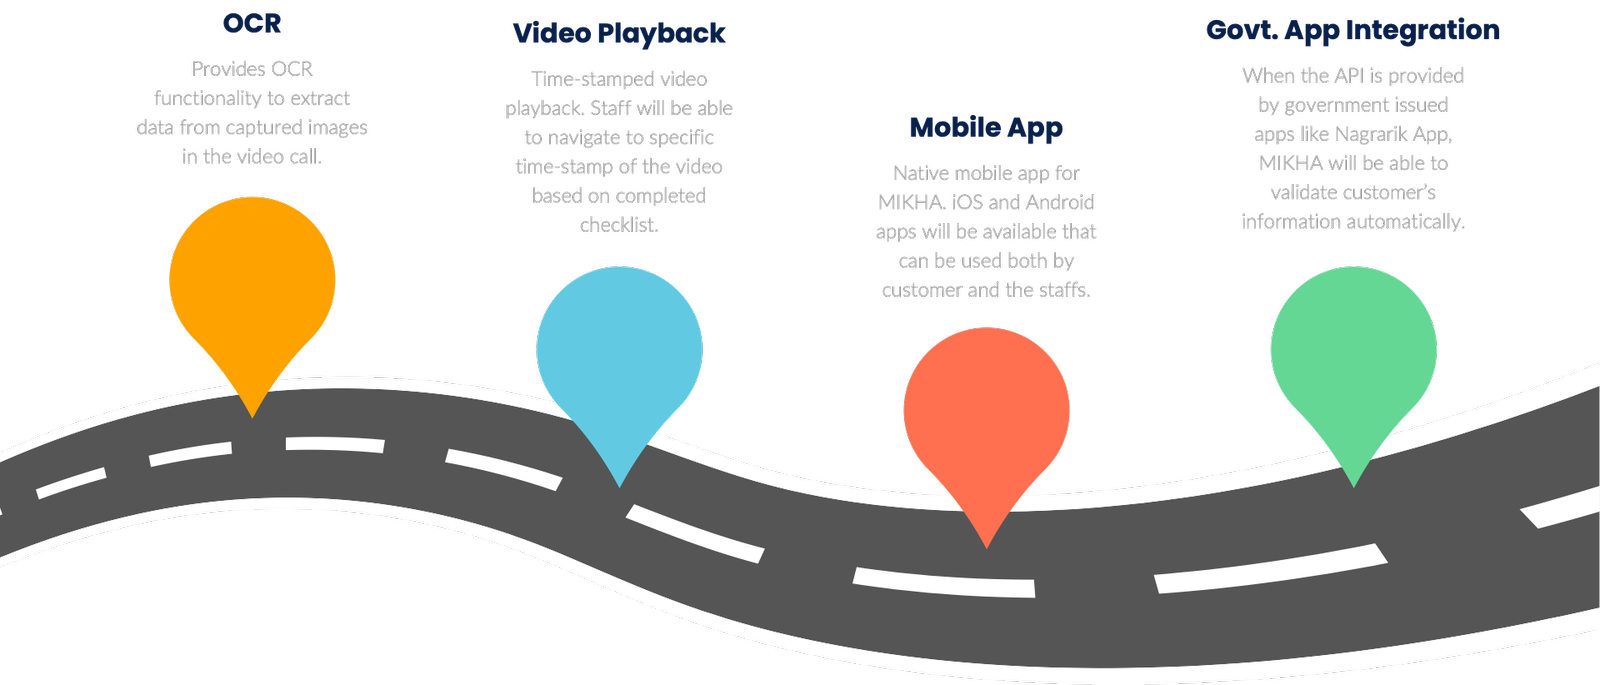 OCR
Provides OCR
functionality to extract
data from captured images
in the video call.
Video Playback
Time-stamped video
playback. Staff will be able
to navigate to specific
time-stamp of the video
based on completed
checklist.
Mobile App
Native mobile app for
MIKHA. iOS and Android
apps will be available that
can be used both by
customer and the staffs.
Govt. App Integration
When the API is provided
by government issued
apps like Nagrarik App,
MIKHA will be able to
validate customer's
information automatically.